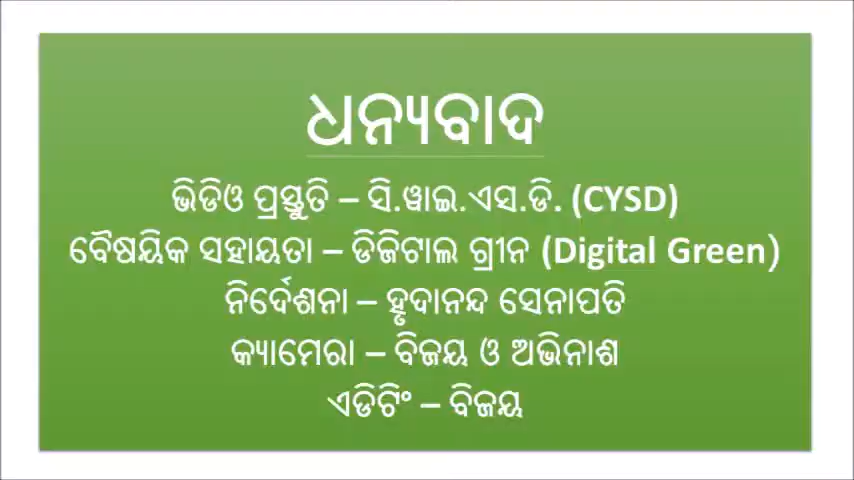 ଧନ୍ୟବାଦ
ଭିଡିଓ ପ୍ରସ୍ତୁତି – ସି.ୱାଇ.ଏସ.ଡି. (CYSD)
ବୈଷୟିକ ସହାୟତା – ଡିଜିଟାଲ ଗ୍ରୀନ (Digital Green)
ନିର୍ଦେଶନା – ହୃଦାନନ୍ଦ ସେନାପତି
କ୍ୟାମେରା – ବିଜୟ ଓ ଅଭିନାଶ
ଏଡିଟିଂ – ବିଜୟ